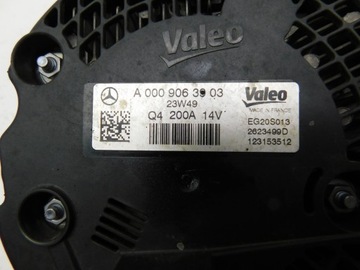 Valeo
A 000 906 39 03
23W49
Q4 200A 14V
Valeo
MADE IN FRANCE
EG20S013
2623499D
123153512